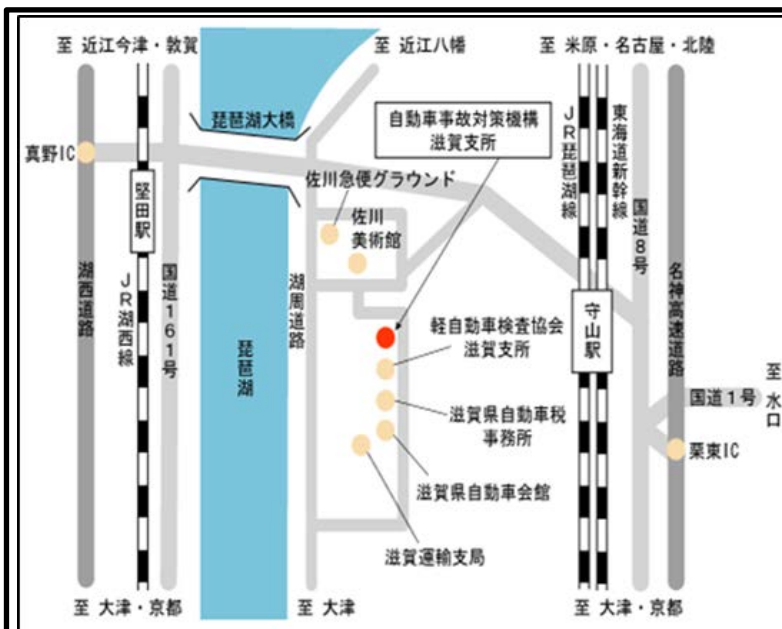 至 近江今津・敦賀
至 近江八幡
至 米原・名古屋・北陸
琵琶湖大橋
自動車事故対策機構
滋賀支所
真野IC
佐川急便グラウンド
佐川
美術館
堅田駅
湖西道路
JR湖西線
国道161号
琵琶湖
湖周道路
JR琵琶湖線
東海道新幹線
国道8号
名神高速道路
軽自動車検査協会
滋賀支所
守山駅
至 水口
国道1号
滋賀県自動車税
事務所
栗東IC
滋賀県自動車会館
滋賀運輸支局
至 大津・京都
至 大津
至 大津・京都